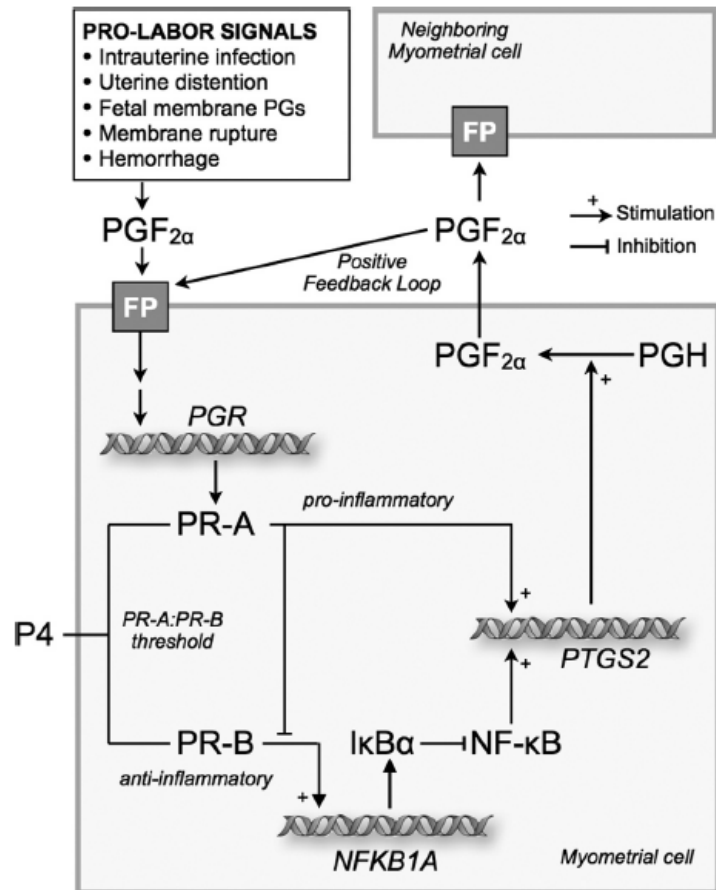 PRO-LABOR SIGNALS
• Intrauterine infection
• Uterine distention
• Fetal membrane PGs
• Membrane rupture
• Hemorrhage
Neighboring
Myometrial cell
FP
PGF2α
PGF2α
+
Stimulation
Inhibition
Positive
Feedback Loop
FP
PGF2α
PGH
+
PGR
PR-A
pro-inflammatory
+
P4
PR-A:PR-B
threshold
PTGS2
+
PR-B
IκBα
NF-κB
anti-inflammatory
+
NFKB1A
Myometrial cell